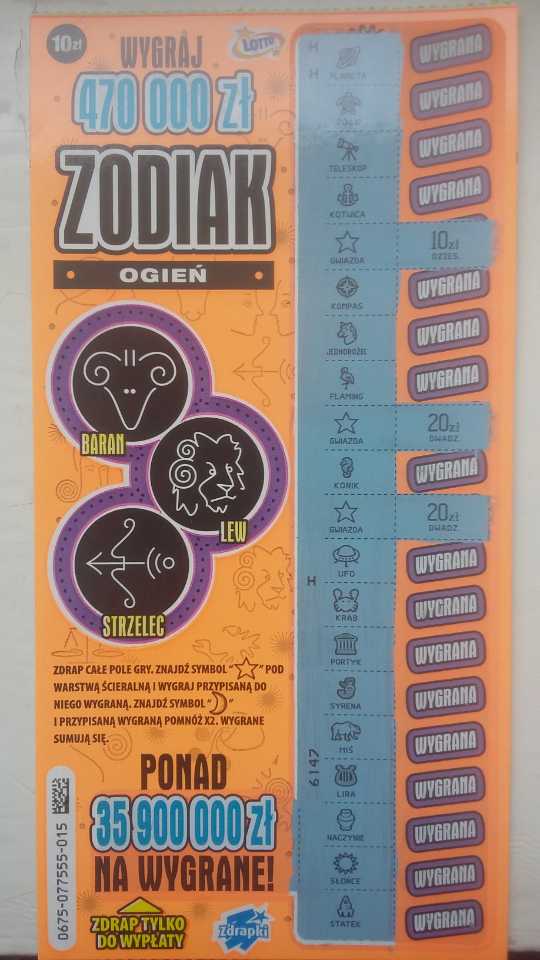 10zł
LOTTO
WYGRAJ
470 000 zł
ZODIAK
• OGIEŃ •
BARAN
LEW
STRZELEC
ZDRAP CAŁE POLE GRY. ZNAJDŹ SYMBOL “ ” POD
WARSTWĄ ŚCIERALNĄ I WYGRAJ PRZYPISANĄ DO
NIEGO WYGRANĄ. ZNAJDŹ SYMBOL “ ”
I PRZYPISANĄ WYGRANĄ POMNÓŻ X2. WYGRANE
SUMUJĄ SIĘ.
PONAD
35 900 000 zł
NA WYGRANE!
ZDRAP TYLKO
DO WYPŁATY
Zdrapki
0675-077555-015
H
H
PLANETA WYGRANA
ŻÓŁW WYGRANA
TELESKOP WYGRANA
KOTWICA WYGRANA
10zł
GWIAZDA DZIES.
KOMPAS WYGRANA
JEDNOROŻEC WYGRANA
FLAMING WYGRANA
20zł
GWIAZDA DWADZ.
KONIK WYGRANA
20zł
GWIAZDA DWADZ.
UFO WYGRANA
H
KRAB WYGRANA
PORTYK WYGRANA
SYRENA WYGRANA
MIŚ WYGRANA
6147
LIRA WYGRANA
NACZYNIE WYGRANA
SŁOŃCE WYGRANA
STATEK WYGRANA